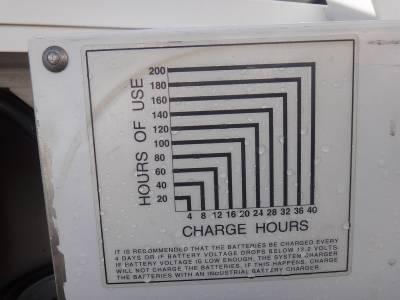 HOURS OF USE
200
180
160
140
120
100
80
60
40
20
4 8 12 16 20 24 28 32 36 40
CHARGE HOURS
IT IS RECOMMENDED THAT THE BATTERIES BE CHARGED EVERY
4 DAYS OR IF BATTERY VOLTAGE DROPS BELOW 12.2 VOLTS.
IF BATTERY VOLTAGE IS LOW ENOUGH, THE SYSTEM CHARGER
WILL NOT CHARGE THE BATTERIES. IF THIS HAPPENS, CHARGE
THE BATTERIES WITH AN INDUSTRIAL BATTERY CHARGER.